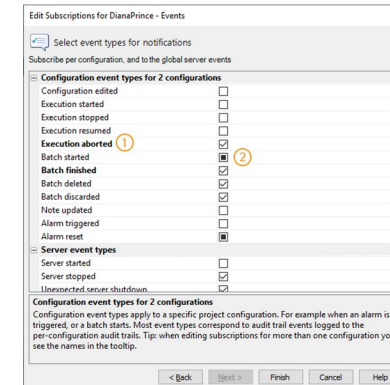 Edit Subscriptions for DianaPrince - Events
Select event types for notifications
Subscribe per configuration, and to the global server events
Configuration event types for 2 configurations
Configuration edited
Execution started
Execution stopped
Execution resumed
Execution aborted 1
Batch started 2
Batch finished
Batch deleted
Batch discarded
Note updated
Alarm triggered
Alarm reset
Server event types
Server started
Server stopped
Unexpected server shutdown
Configuration event types for 2 configurations
Configuration event types apply to a specific project configuration. For example when an alarm is
triggered, or a batch starts. Most event types correspond to audit trail events logged to the
per-configuration audit trails. Tip: when editing subscriptions for more than one configuration yo
see the names in the tooltip.
< Back Next > Finish Cancel Help